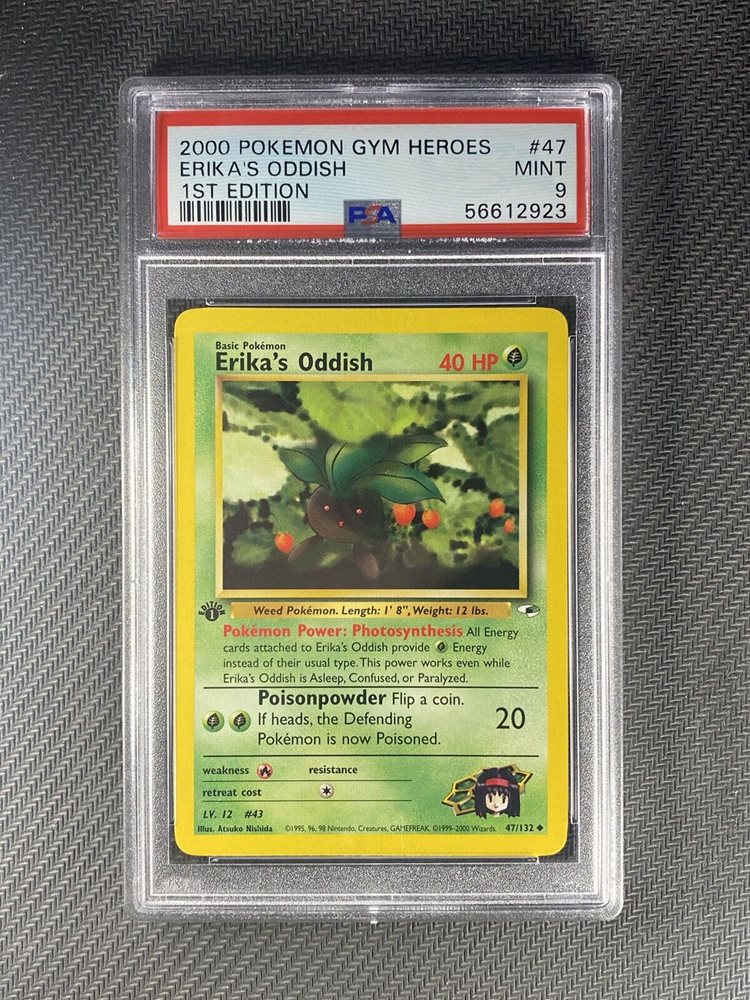 2000 POKEMON GYM HEROES #47
ERIKA'S ODDISH MINT
1ST EDITION 9
PSA 56612923
Basic Pokémon
Erika's Oddish 40 HP
EDITION 1
Weed Pokémon. Length: 1' 8", Weight: 12 lbs.
Pokémon Power: Photosynthesis All Energy
cards attached to Erika's Oddish provide Energy
instead of their usual type. This power works even while
Erika's Oddish is Asleep, Confused, or Paralyzed.
Poisonpowder Flip a coin.
If heads, the Defending 20
Pokémon is now Poisoned.
weakness resistance
retreat cost
LV. 12 #43
Illus. Atsuko Nishida ©1995, 96, 98 Nintendo, Creatures, GAMEFREAK. ©1999-2000 Wizards. 47/132